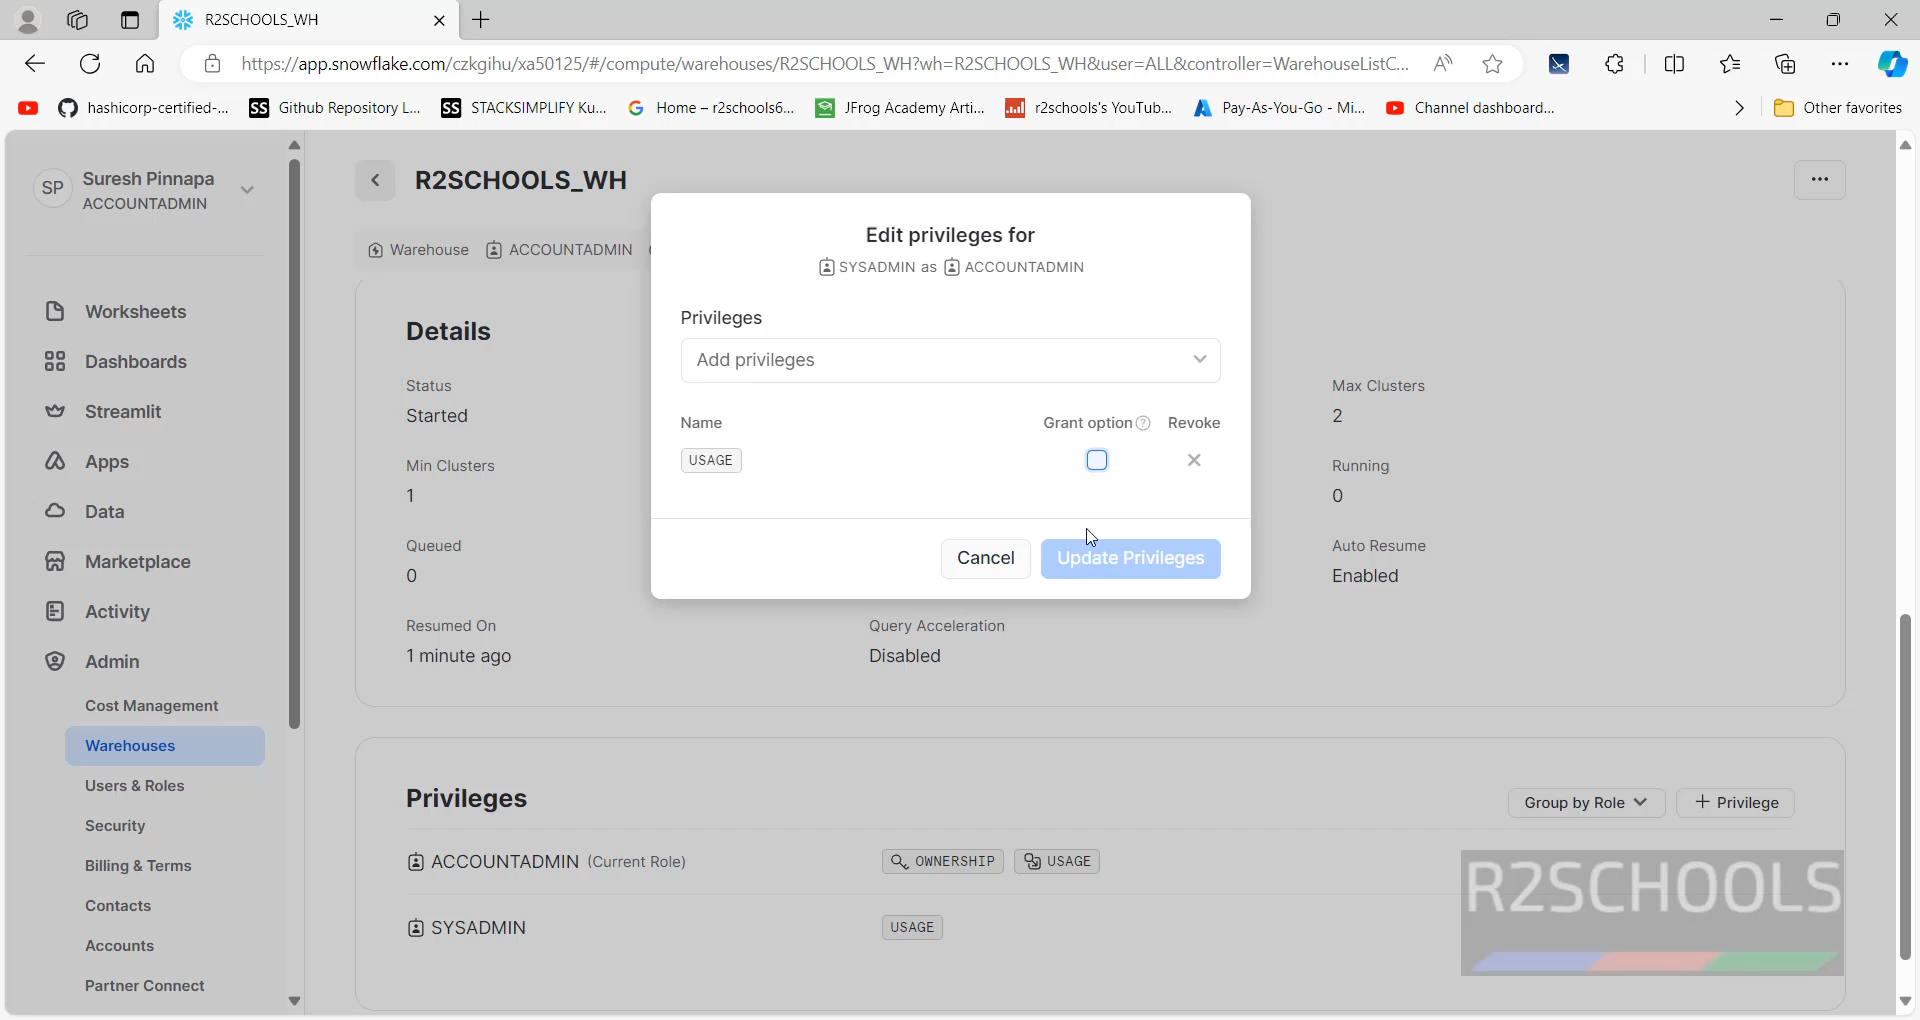 R2SCHOOLS_WH
https://app.snowflake.com/czkgihu/xa50125/#/compute/warehouses/R2SCHOOLS_WH?wh=R2SCHOOLS_WH&user=ALL&controller=WarehouseListC...
hashicorp-certified-... Github Repository L... STACKSIMPLIFY Ku... Home – r2schools6... JFrog Academy Arti... r2schools's YouTub... Pay-As-You-Go - Mi... Channel dashboard... Other favorites
SP Suresh Pinnapa
ACCOUNTADMIN
Worksheets
Dashboards
Streamlit
Apps
Data
Marketplace
Activity
Admin
Cost Management
Warehouses
Users & Roles
Security
Billing & Terms
Contacts
Accounts
Partner Connect
R2SCHOOLS_WH
Warehouse ACCOUNTADMIN
Edit privileges for
SYSADMIN as ACCOUNTADMIN
Privileges
Add privileges
Name Grant option ? Revoke
USAGE
Cancel Update Privileges
Details
Status
Started
Max Clusters
2
Min Clusters
1
Running
0
Queued
0
Auto Resume
Enabled
Resumed On
1 minute ago
Query Acceleration
Disabled
Privileges
Group by Role + Privilege
ACCOUNTADMIN (Current Role) OWNERSHIP USAGE
SYSADMIN USAGE
R2SCHOOLS